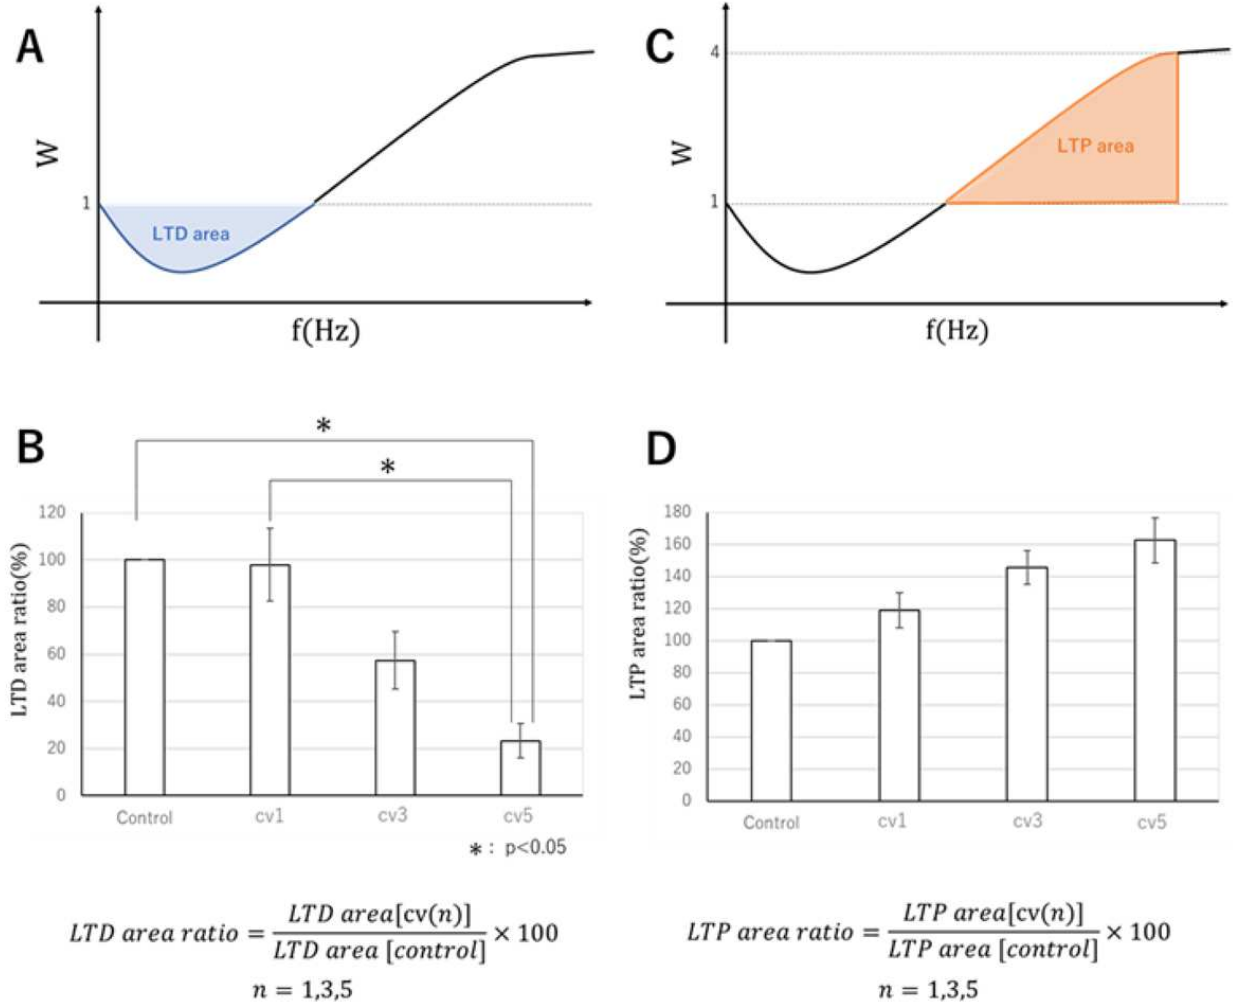 A
W
1
LTD area
f(Hz)
C
4
W
LTP area
1
f(Hz)
B
*
*
LTD area ratio(%)
120
100
80
60
40
20
0
Control
cv1
cv3
cv5
* : p<0.05
LTD area ratio = LTD area[cv(n)] / LTD area [control] × 100
n = 1,3,5
D
LTP area ratio(%)
180
160
140
120
100
80
60
40
20
0
Control
cv1
cv3
cv5
LTP area ratio = LTP area[cv(n)] / LTP area [control] × 100
n = 1,3,5